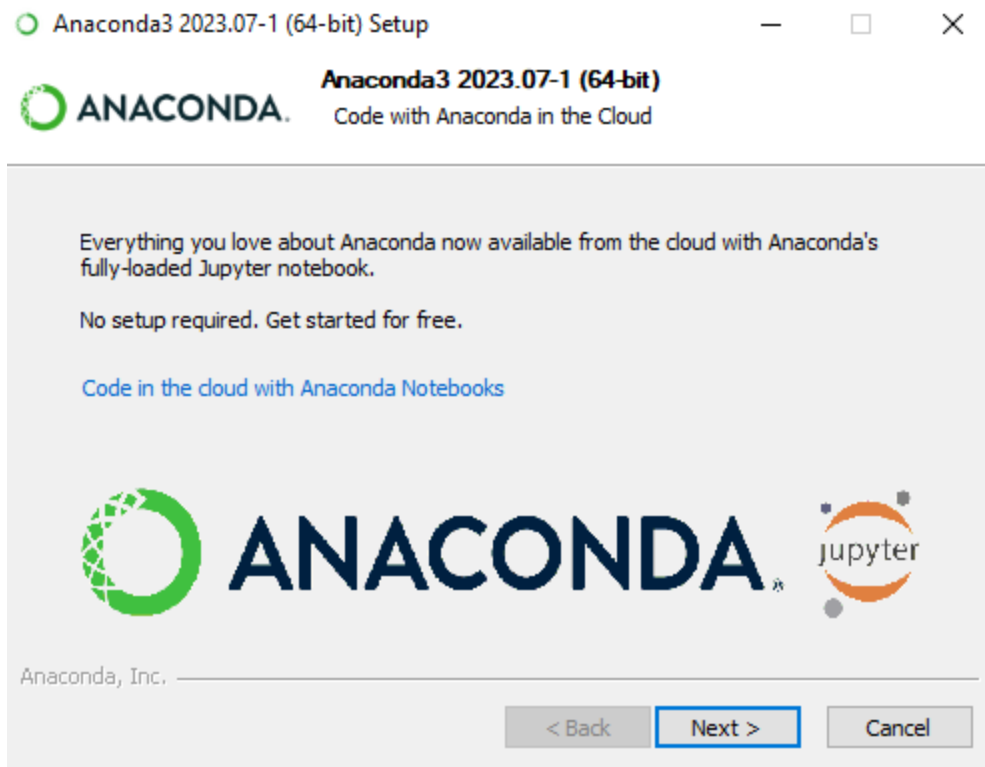 Anaconda3 2023.07-1 (64-bit) Setup
ANACONDA.
Anaconda3 2023.07-1 (64-bit)
Code with Anaconda in the Cloud
Everything you love about Anaconda now available from the cloud with Anaconda's
fully-loaded Jupyter notebook.
No setup required. Get started for free.
Code in the cloud with Anaconda Notebooks
ANACONDA.®
jupyter
Anaconda, Inc.
< Back
Next >
Cancel